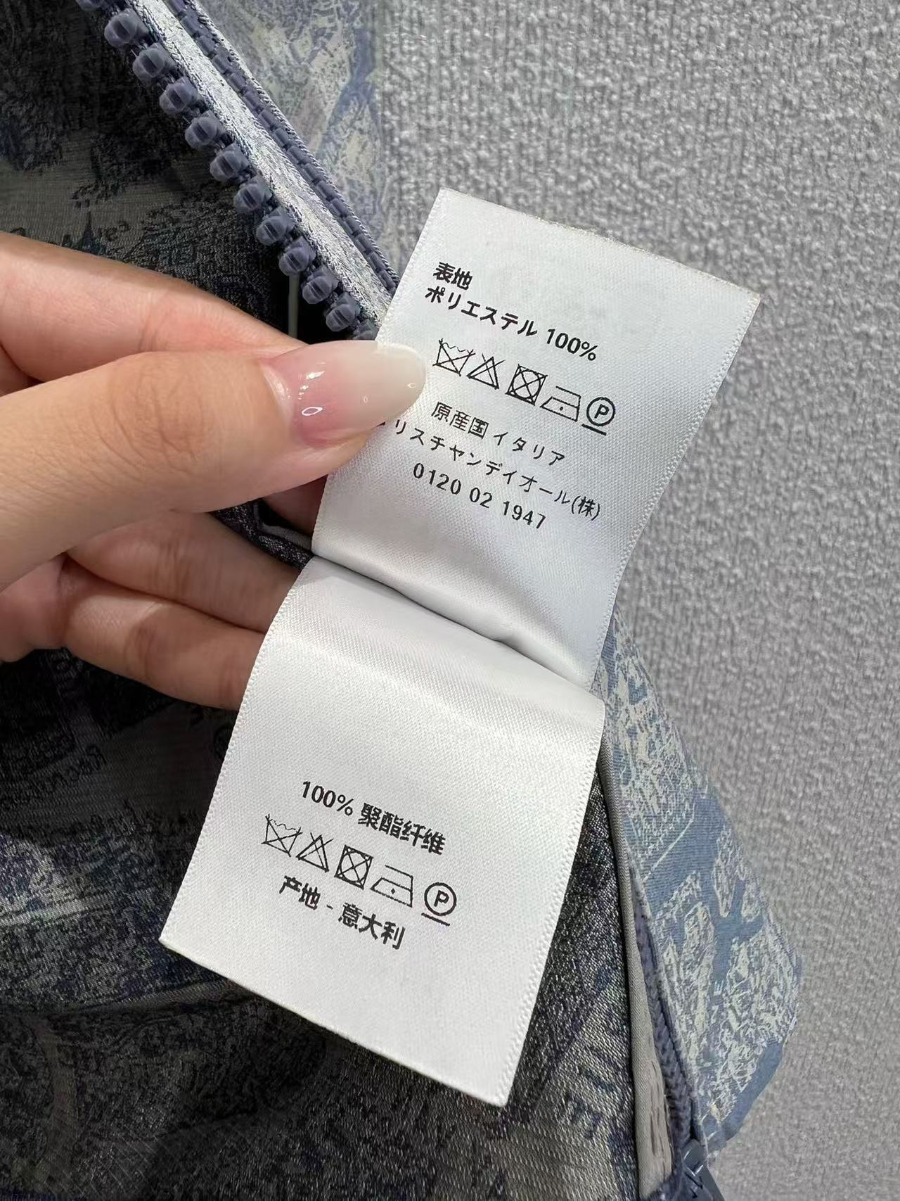 表地
ポリエステル 100%
P
原産国 イタリア
リスチャンディオール(株)
0120 02 1947
100% 聚酯纤维
P
产地 - 意大利